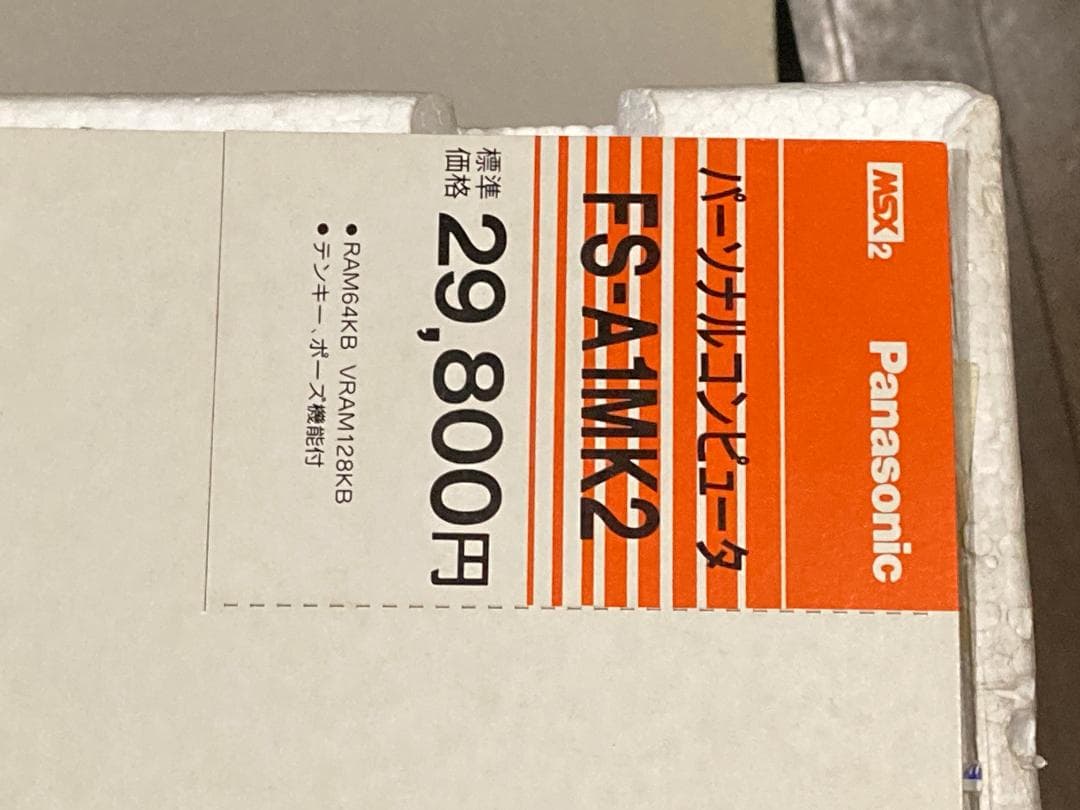 MSX2 Panasonic
パーソナルコンピュータ
FS-A1MK2
標準価格 29,800円
●RAM64KB VRAM128KB
●テンキー、ポーズ機能付